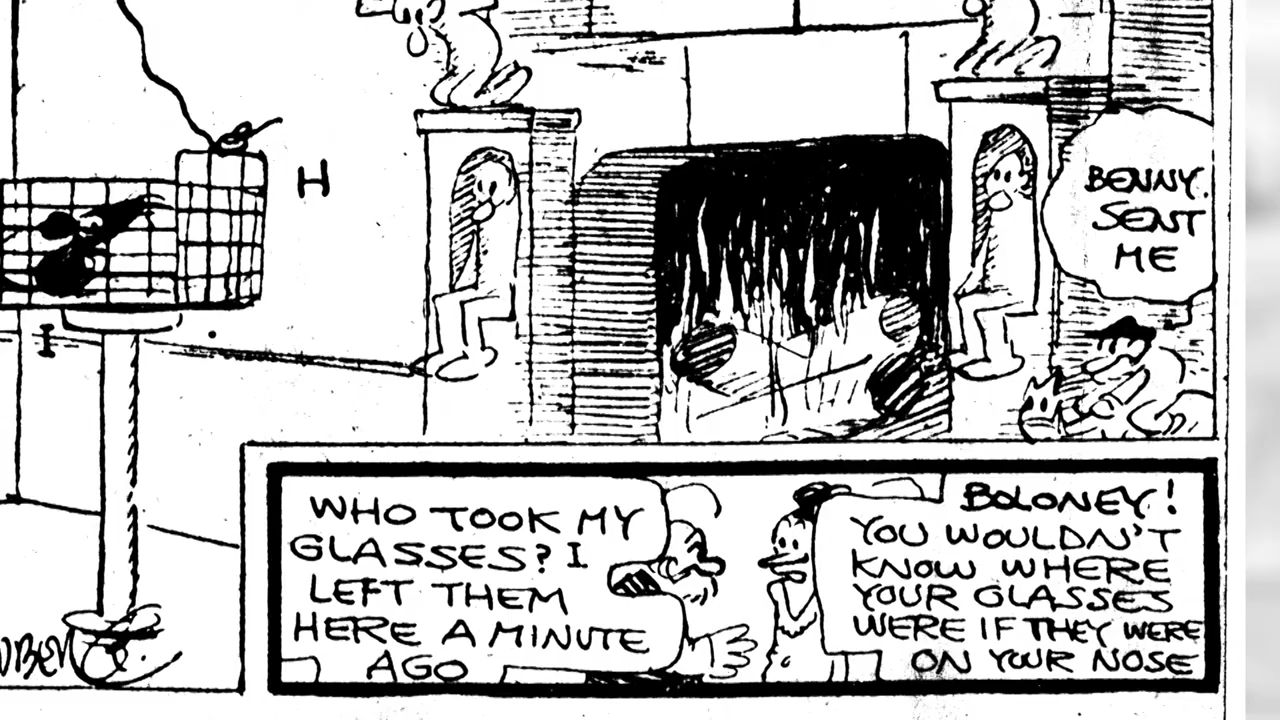 H
BENNY.
SENT
ME
I
WHO TOOK MY
GLASSES? I
LEFT THEM
HERE A MINUTE
AGO
BOLONEY!
YOU WOULDN'T
KNOW WHERE
YOUR GLASSES
WERE IF THEY WERE
ON YOUR NOSE